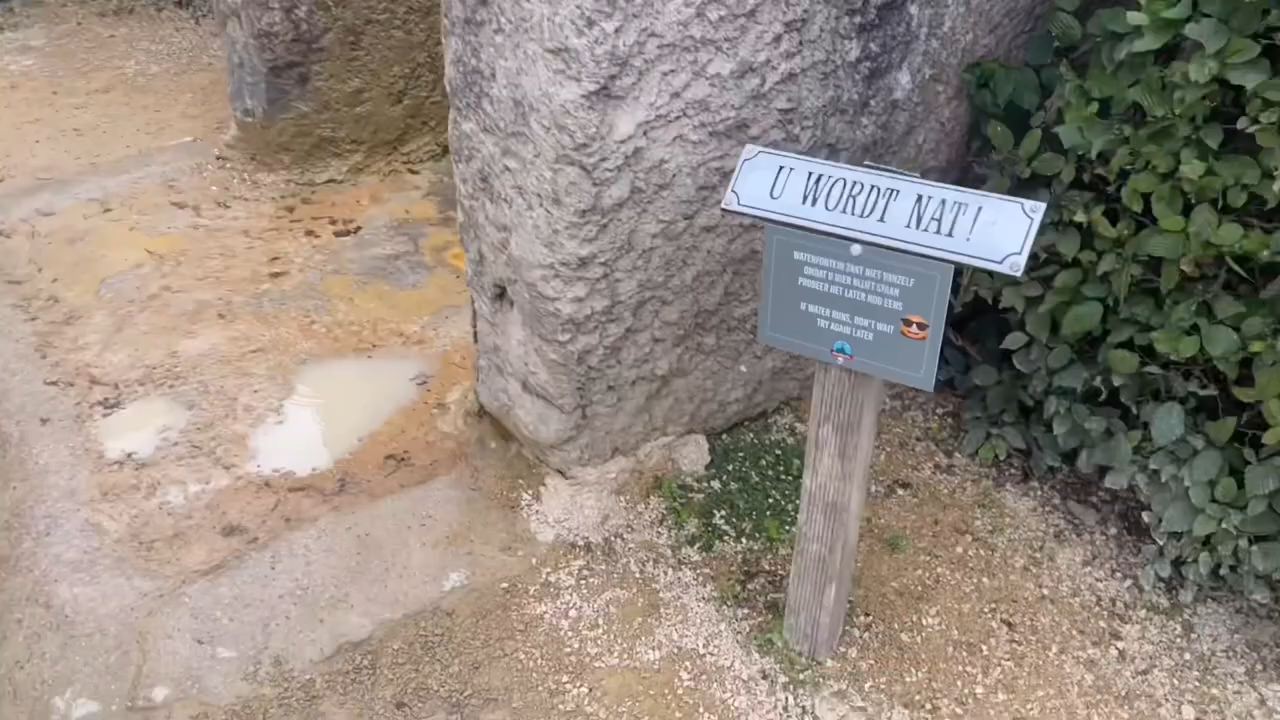 U WORDT NAT!
WATERFONTEIN GAAT NIET VANZELF
OMDAT U HIER BLIJFT STAAN
PROBEER HET LATER NOG EENS
IF WATER RUNS, DON'T WAIT
TRY AGAIN LATER